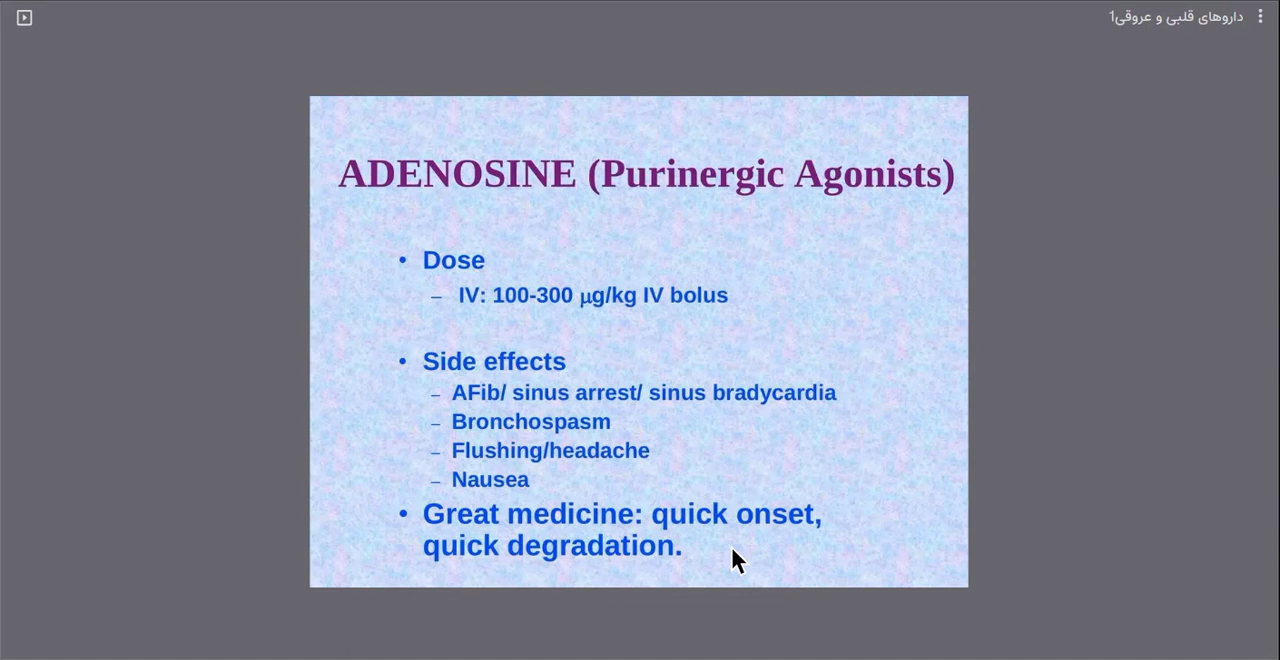 داروهای قلبی و عروقی1
ADENOSINE (Purinergic Agonists)
• Dose
– IV: 100-300 μg/kg IV bolus
• Side effects
– AFib/ sinus arrest/ sinus bradycardia
– Bronchospasm
– Flushing/headache
– Nausea
• Great medicine: quick onset,
quick degradation.